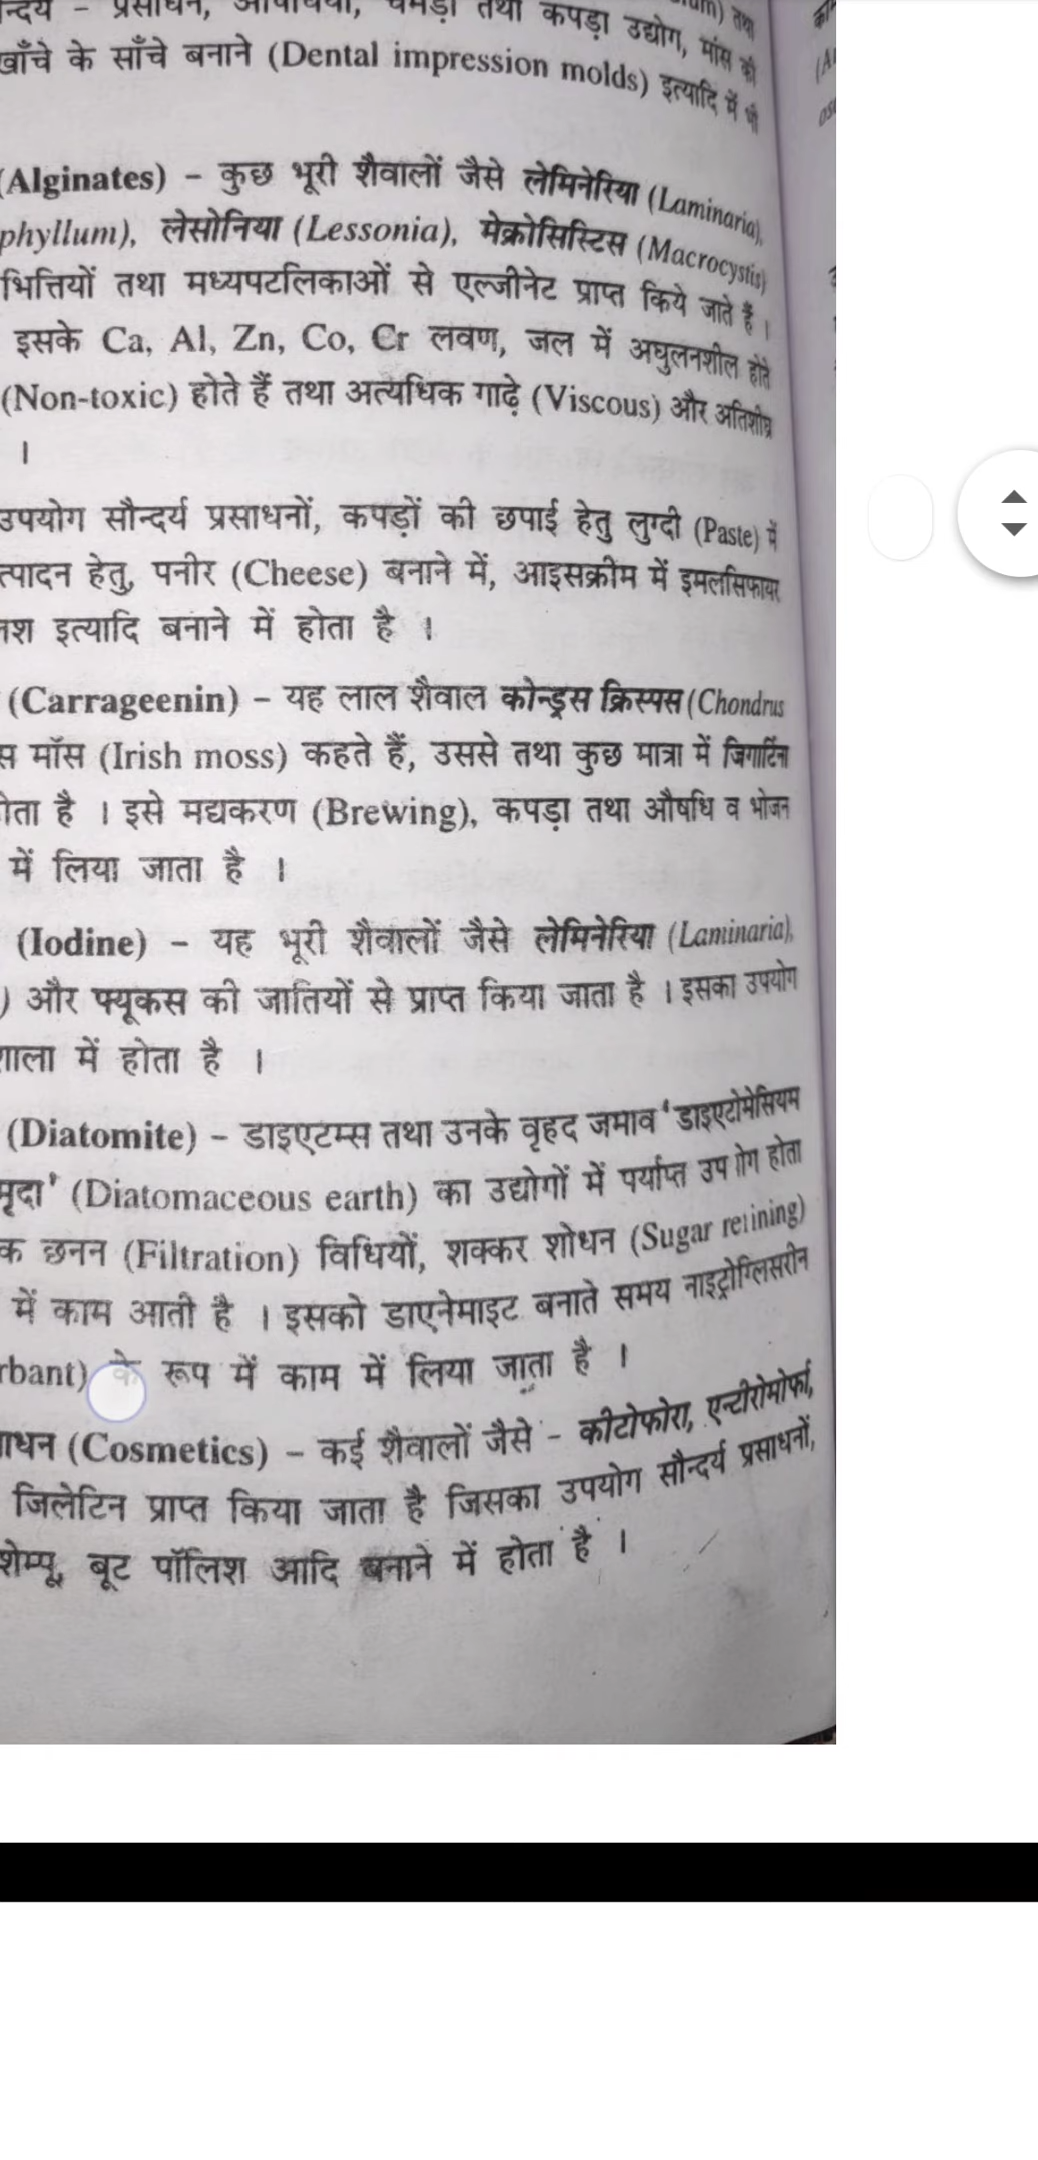 प्रसाधन, औषधियों, चमड़ा तथा कपड़ा उद्योग, मांस की
खाँचे के साँचे बनाने (Dental impression molds) इत्यादि में भी
(Alginates) – कुछ भूरी शैवालों जैसे लेमिनेरिया (Laminaria),
phyllum), लेसोनिया (Lessonia), मेक्रोसिस्टिस (Macrocystis)
भित्तियों तथा मध्यपटलिकाओं से एल्जीनेट प्राप्त किये जाते हैं ।
इसके Ca, Al, Zn, Co, Cr लवण, जल में अघुलनशील होते
(Non-toxic) होते हैं तथा अत्यधिक गाढ़े (Viscous) और अतिशीघ्र
।
उपयोग सौन्दर्य प्रसाधनों, कपड़ों की छपाई हेतु लुग्दी (Paste) में
त्पादन हेतु, पनीर (Cheese) बनाने में, आइसक्रीम में इमलसिफायर
इत्यादि बनाने में होता है ।
(Carrageenin) – यह लाल शैवाल कोन्ड्रस क्रिस्पस (Chondrus
स मॉस (Irish moss) कहते हैं, उससे तथा कुछ मात्रा में जिगार्टिना
होता है । इसे मद्यकरण (Brewing), कपड़ा तथा औषधि व भोजन
में लिया जाता है ।
(Iodine) – यह भूरी शैवालों जैसे लेमिनेरिया (Laminaria),
) और फ्यूकस की जातियों से प्राप्त किया जाता है । इसका उपयोग
शाला में होता है ।
(Diatomite) – डाइएटम्स तथा उनके वृहद जमाव 'डाइएटोमेसियम
मृदा' (Diatomaceous earth) का उद्योगों में पर्याप्त उपयोग होता
क छनन (Filtration) विधियों, शक्कर शोधन (Sugar refining)
में काम आती है । इसको डाएनेमाइट बनाते समय नाइट्रोग्लिसरीन
rbant) के रूप में काम में लिया जाता है ।
ाधन (Cosmetics) – कई शैवालों जैसे - कीटोफोरा, एन्टीरोमोर्फा,
जिलेटिन प्राप्त किया जाता है जिसका उपयोग सौन्दर्य प्रसाधनों,
शेम्पू, बूट पॉलिश आदि बनाने में होता है ।